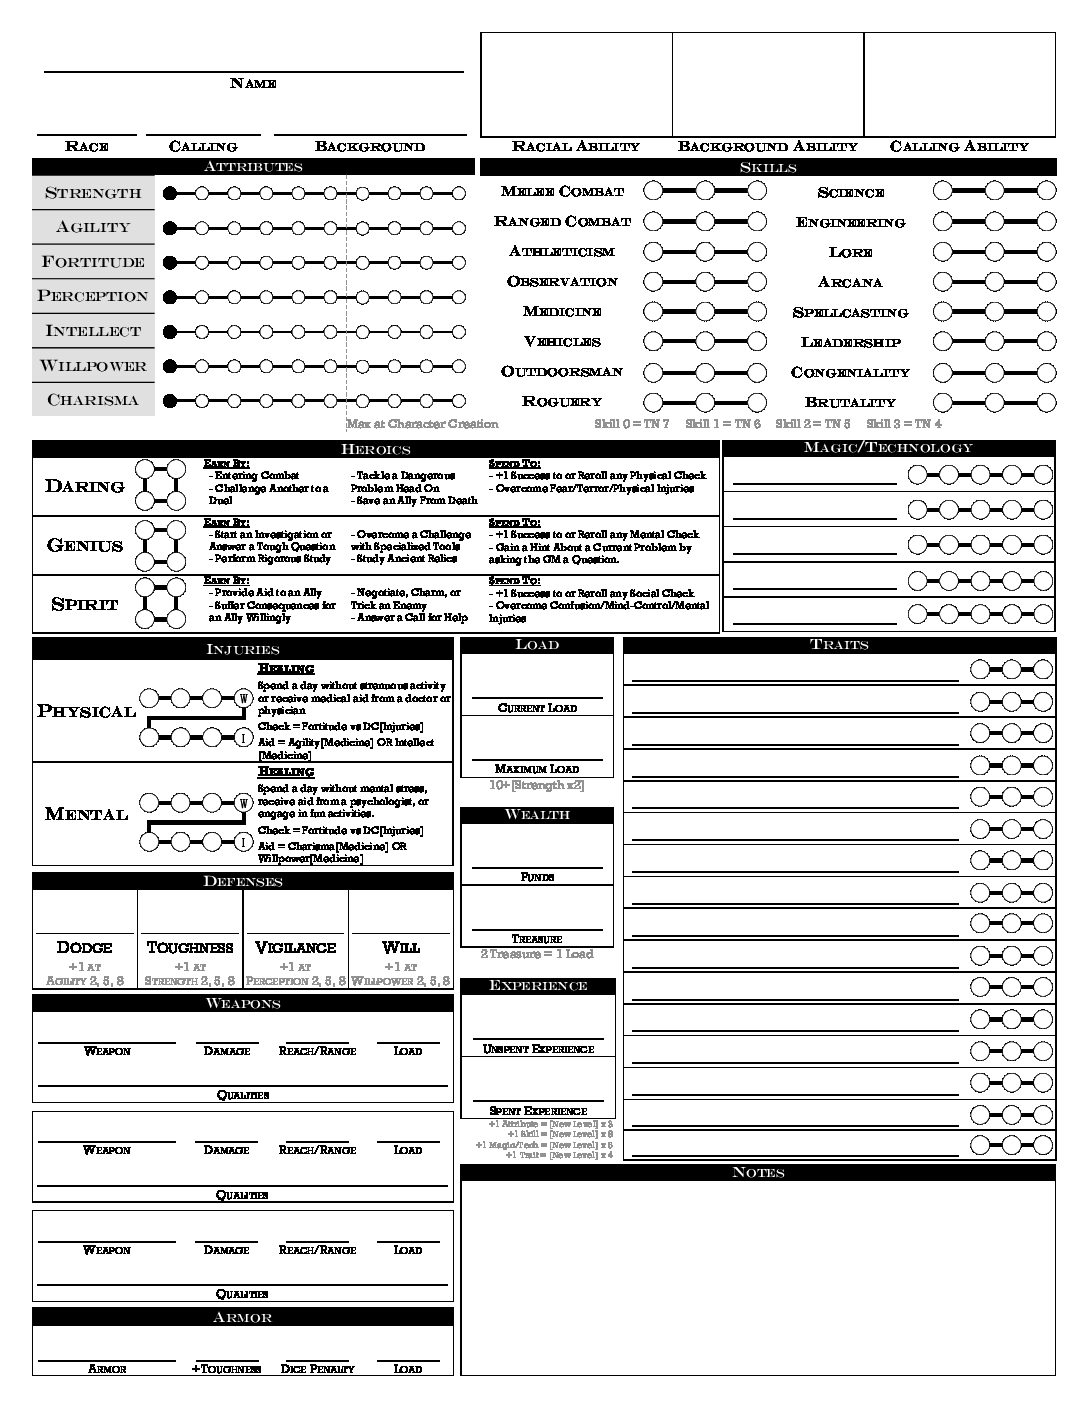 Name
Race Calling Background
Racial Ability Background Ability Calling Ability
Attributes
Strength
Agility
Fortitude
Perception
Intellect
Willpower
Charisma
Max at Character Creation
Skills
Melee Combat Science
Ranged Combat Engineering
Athleticism Lore
Observation Arcana
Medicine Spellcasting
Vehicles Leadership
Outdoorsman Congeniality
Roguery Brutality
Skill 0 = TN 7 Skill 1 = TN 6 Skill 2 = TN 5 Skill 3 = TN 4
Heroics
Daring
Earn By:
- Entering Combat
- Challenge Another to a
Duel
- Tackle a Dangerous
Problem Head On
- Save an Ally From Death
Spend To:
- +1 Success to or Reroll any Physical Check
- Overcome Fear/Terror/Physical Injuries
Genius
Earn By:
- Start an Investigation or
Answer a Tough Question
- Perform Rigorous Study
- Overcome a Challenge
with Specialized Tools
- Study Ancient Relics
Spend To:
- +1 Success to or Reroll any Mental Check
- Gain a Hint About a Current Problem by
asking the GM a Question.
Spirit
Earn By:
- Provide Aid to an Ally
- Suffer Consequences for
an Ally Willingly
- Negotiate, Charm, or
Trick an Enemy
- Answer a Call for Help
Spend To:
- +1 Success to or Reroll any Social Check
- Overcome Confusion/Mind-Control/Mental
Injuries
Magic/Technology
Injuries
Physical
W
I
Healing
Spend a day without strenuous activity
or receive medical aid from a doctor or
physician
Check = Fortitude vs DC[Injuries]
Aid = Agility[Medicine] OR Intellect
[Medicine]
Mental
W
I
Healing
Spend a day without mental stress,
receive aid from a psychologist, or
engage in fun activities.
Check = Fortitude vs DC[Injuries]
Aid = Charisma[Medicine] OR
Willpower[Medicine]
Load
Current Load
Maximum Load
10+[Strength x2]
Wealth
Funds
Treasure
2 Treasure = 1 Load
Experience
Unspent Experience
Spent Experience
+1 Attribute = [New Level] x 3
+1 Skill = [New Level] x 2
+1 Magic/Tech = [New Level] x 5
+1 Trait = [New Level] x 4
Traits
Defenses
Dodge Toughness Vigilance Will
+1 at +1 at +1 at +1 at
Agility 2, 5, 8 Strength 2, 5, 8 Perception 2, 5, 8 Willpower 2, 5, 8
Weapons
Weapon Damage Reach/Range Load
Qualities
Weapon Damage Reach/Range Load
Qualities
Weapon Damage Reach/Range Load
Qualities
Armor
Armor +Toughness Dice Penalty Load
Notes